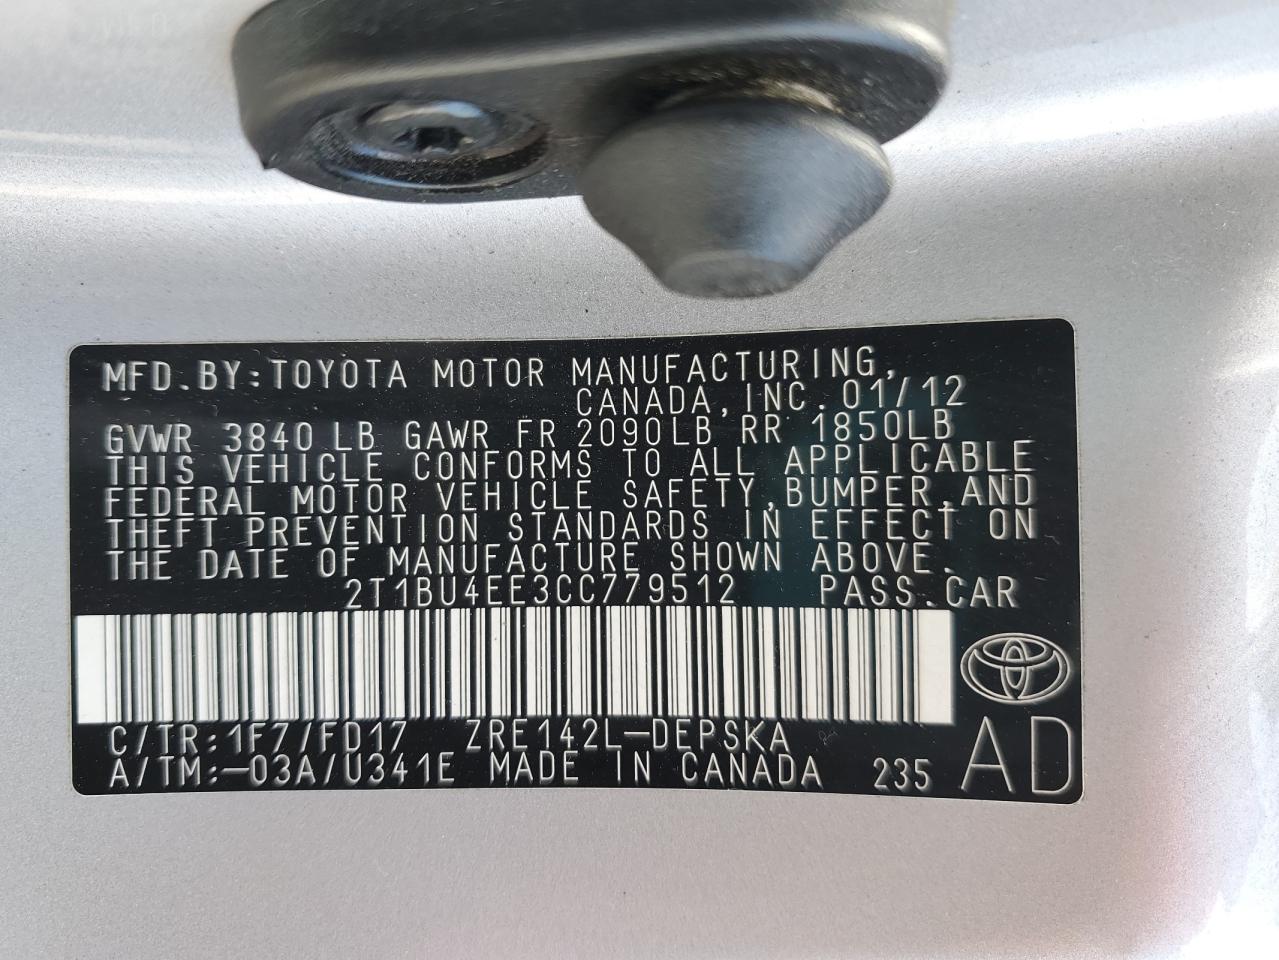 MFD.BY:TOYOTA MOTOR MANUFACTURING,
CANADA,INC.01/12
GVWR 3840LB GAWR FR 2090LB RR 1850LB
THIS VEHICLE CONFORMS TO ALL APPLICABLE
FEDERAL MOTOR VEHICLE SAFETY,BUMPER,AND
THEFT PREVENTION STANDARDS IN EFFECT ON
THE DATE OF MANUFACTURE SHOWN ABOVE.
2T1BU4EE3CC779512 PASS.CAR
C/TR:1F7/FD17 ZRE142L-DEPSKA
A/TM:-03A/U341E MADE IN CANADA 235
AD